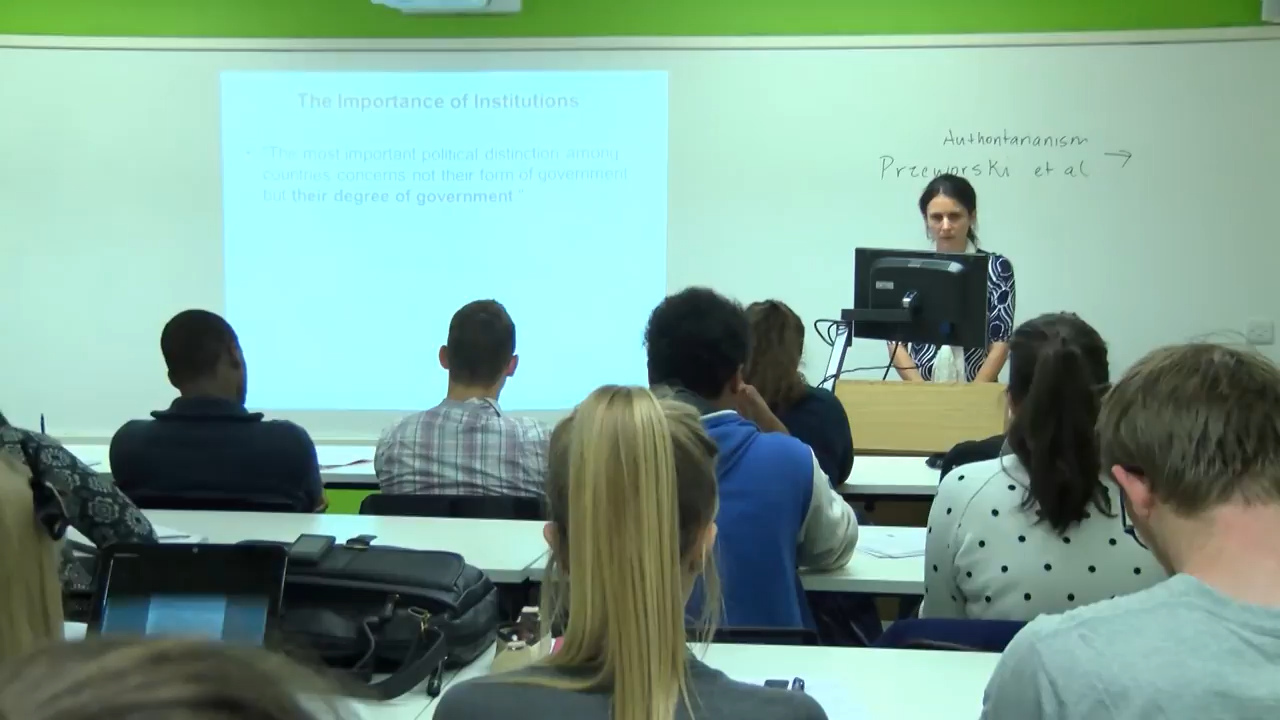 The Importance of Institutions
• "The most important political distinction among
countries concerns not their form of government
but their degree of government."
Authoritarianism →
Przeworski et al